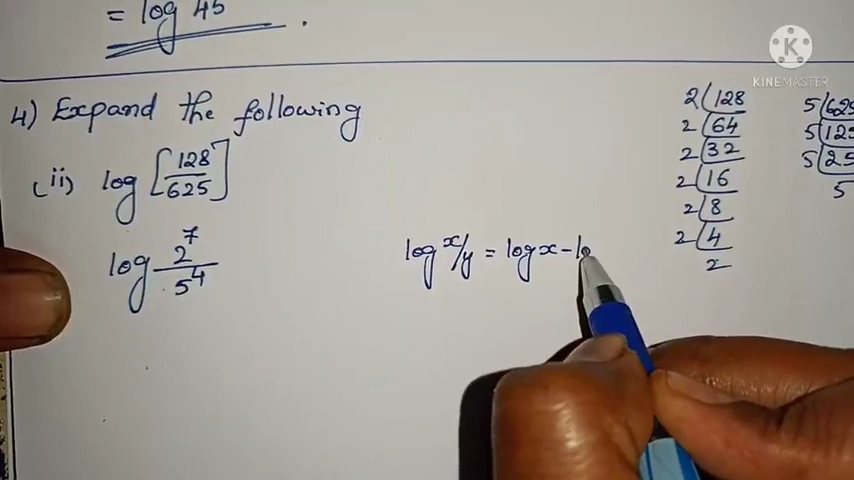 = log 45 .
4) Expand the following
(ii) log [128/625]
log 2^7/5^4
log x/y = log x - lo
2 128
2 64
2 32
2 16
2 8
2 4
2
5 625
5 125
5 25
5
K
KINEMASTER